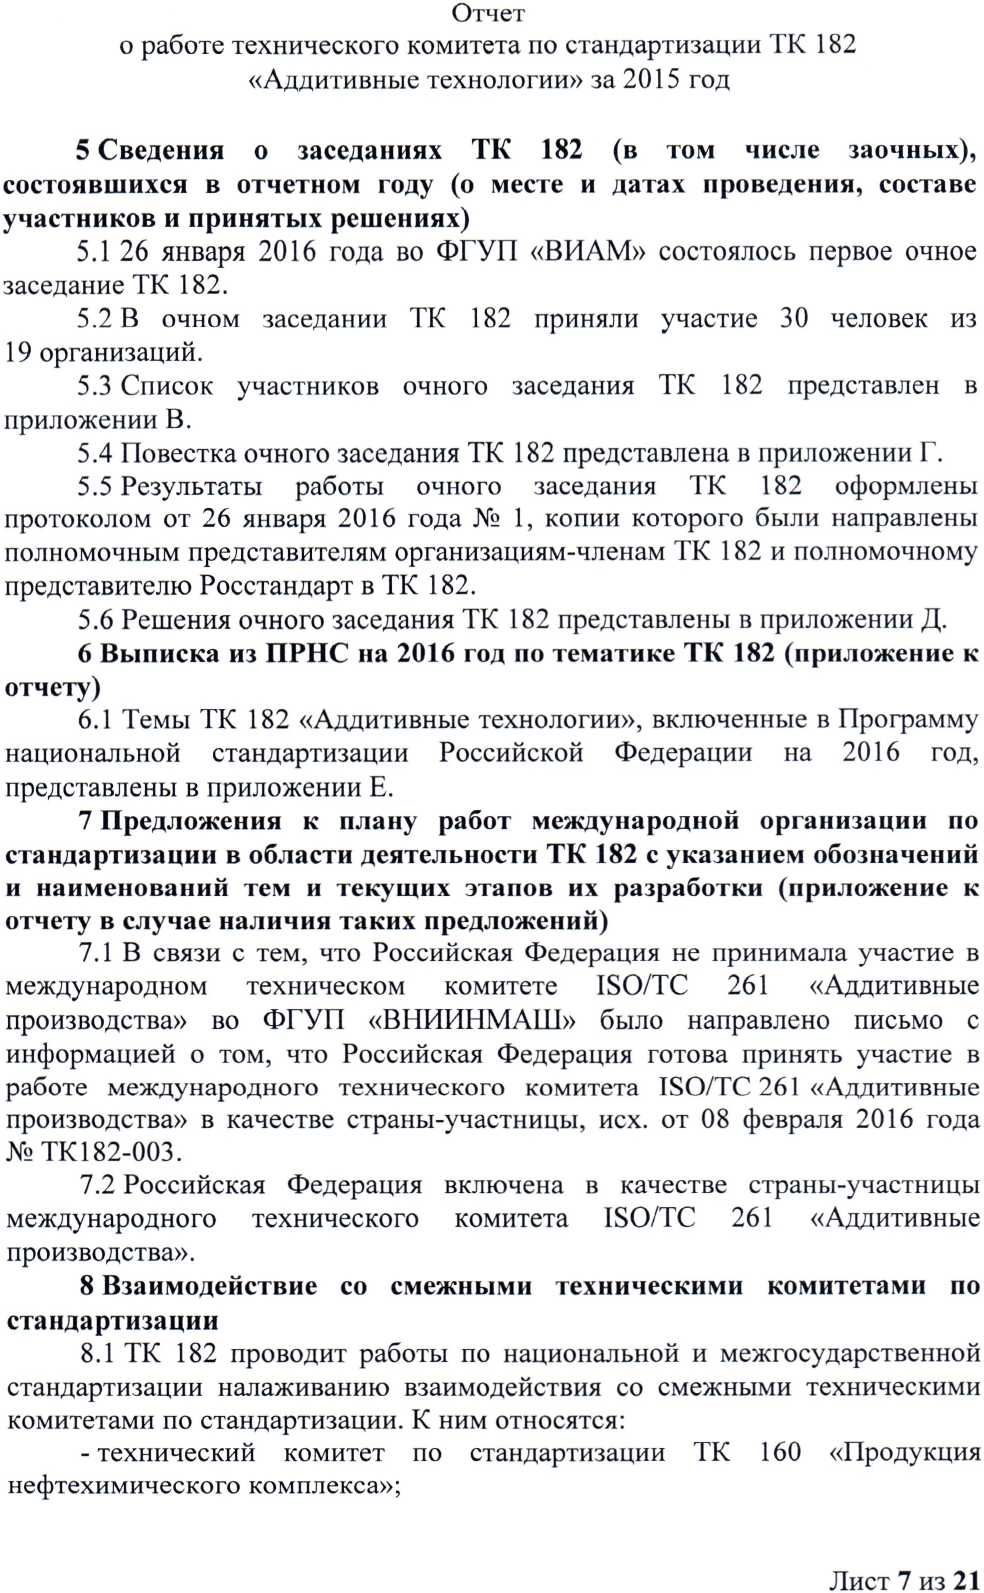 Отчет
о работе технического комитета по стандартизации ТК 182
«Аддитивные технологии» за 2015 год
5 Сведения о заседаниях ТК 182 (в том числе заочных),
состоявшихся в отчетном году (о месте и датах проведения, составе
участников и принятых решениях)
5.1 26 января 2016 года во ФГУП «ВИАМ» состоялось первое очное
заседание ТК 182.
5.2 В очном заседании ТК 182 приняли участие 30 человек из
19 организаций.
5.3 Список участников очного заседания ТК 182 представлен в
приложении В.
5.4 Повестка очного заседания ТК 182 представлена в приложении Г.
5.5 Результаты работы очного заседания ТК 182 оформлены
протоколом от 26 января 2016 года № 1, копии которого были направлены
полномочным представителям организациям-членам ТК 182 и полномочному
представителю Росстандарт в ТК 182.
5.6 Решения очного заседания ТК 182 представлены в приложении Д.
6 Выписка из ПРНС на 2016 год по тематике ТК 182 (приложение к
отчету)
6.1 Темы ТК 182 «Аддитивные технологии», включенные в Программу
национальной стандартизации Российской Федерации на 2016 год,
представлены в приложении Е.
7 Предложения к плану работ международной организации по
стандартизации в области деятельности ТК 182 с указанием обозначений
и наименований тем и текущих этапов их разработки (приложение к
отчету в случае наличия таких предложений)
7.1 В связи с тем, что Российская Федерация не принимала участие в
международном техническом комитете ISO/TC 261 «Аддитивные
производства» во ФГУП «ВНИИНМАШ» было направлено письмо с
информацией о том, что Российская Федерация готова принять участие в
работе международного технического комитета ISO/TC 261 «Аддитивные
производства» в качестве страны-участницы, исх. от 08 февраля 2016 года
№ ТК182-003.
7.2 Российская Федерация включена в качестве страны-участницы
международного технического комитета ISO/TC 261 «Аддитивные
производства».
8 Взаимодействие со смежными техническими комитетами по
стандартизации
8.1 ТК 182 проводит работы по национальной и межгосударственной
стандартизации налаживанию взаимодействия со смежными техническими
комитетами по стандартизации. К ним относятся:
- технический комитет по стандартизации ТК 160 «Продукция
нефтехимического комплекса»;
Лист 7 из 21